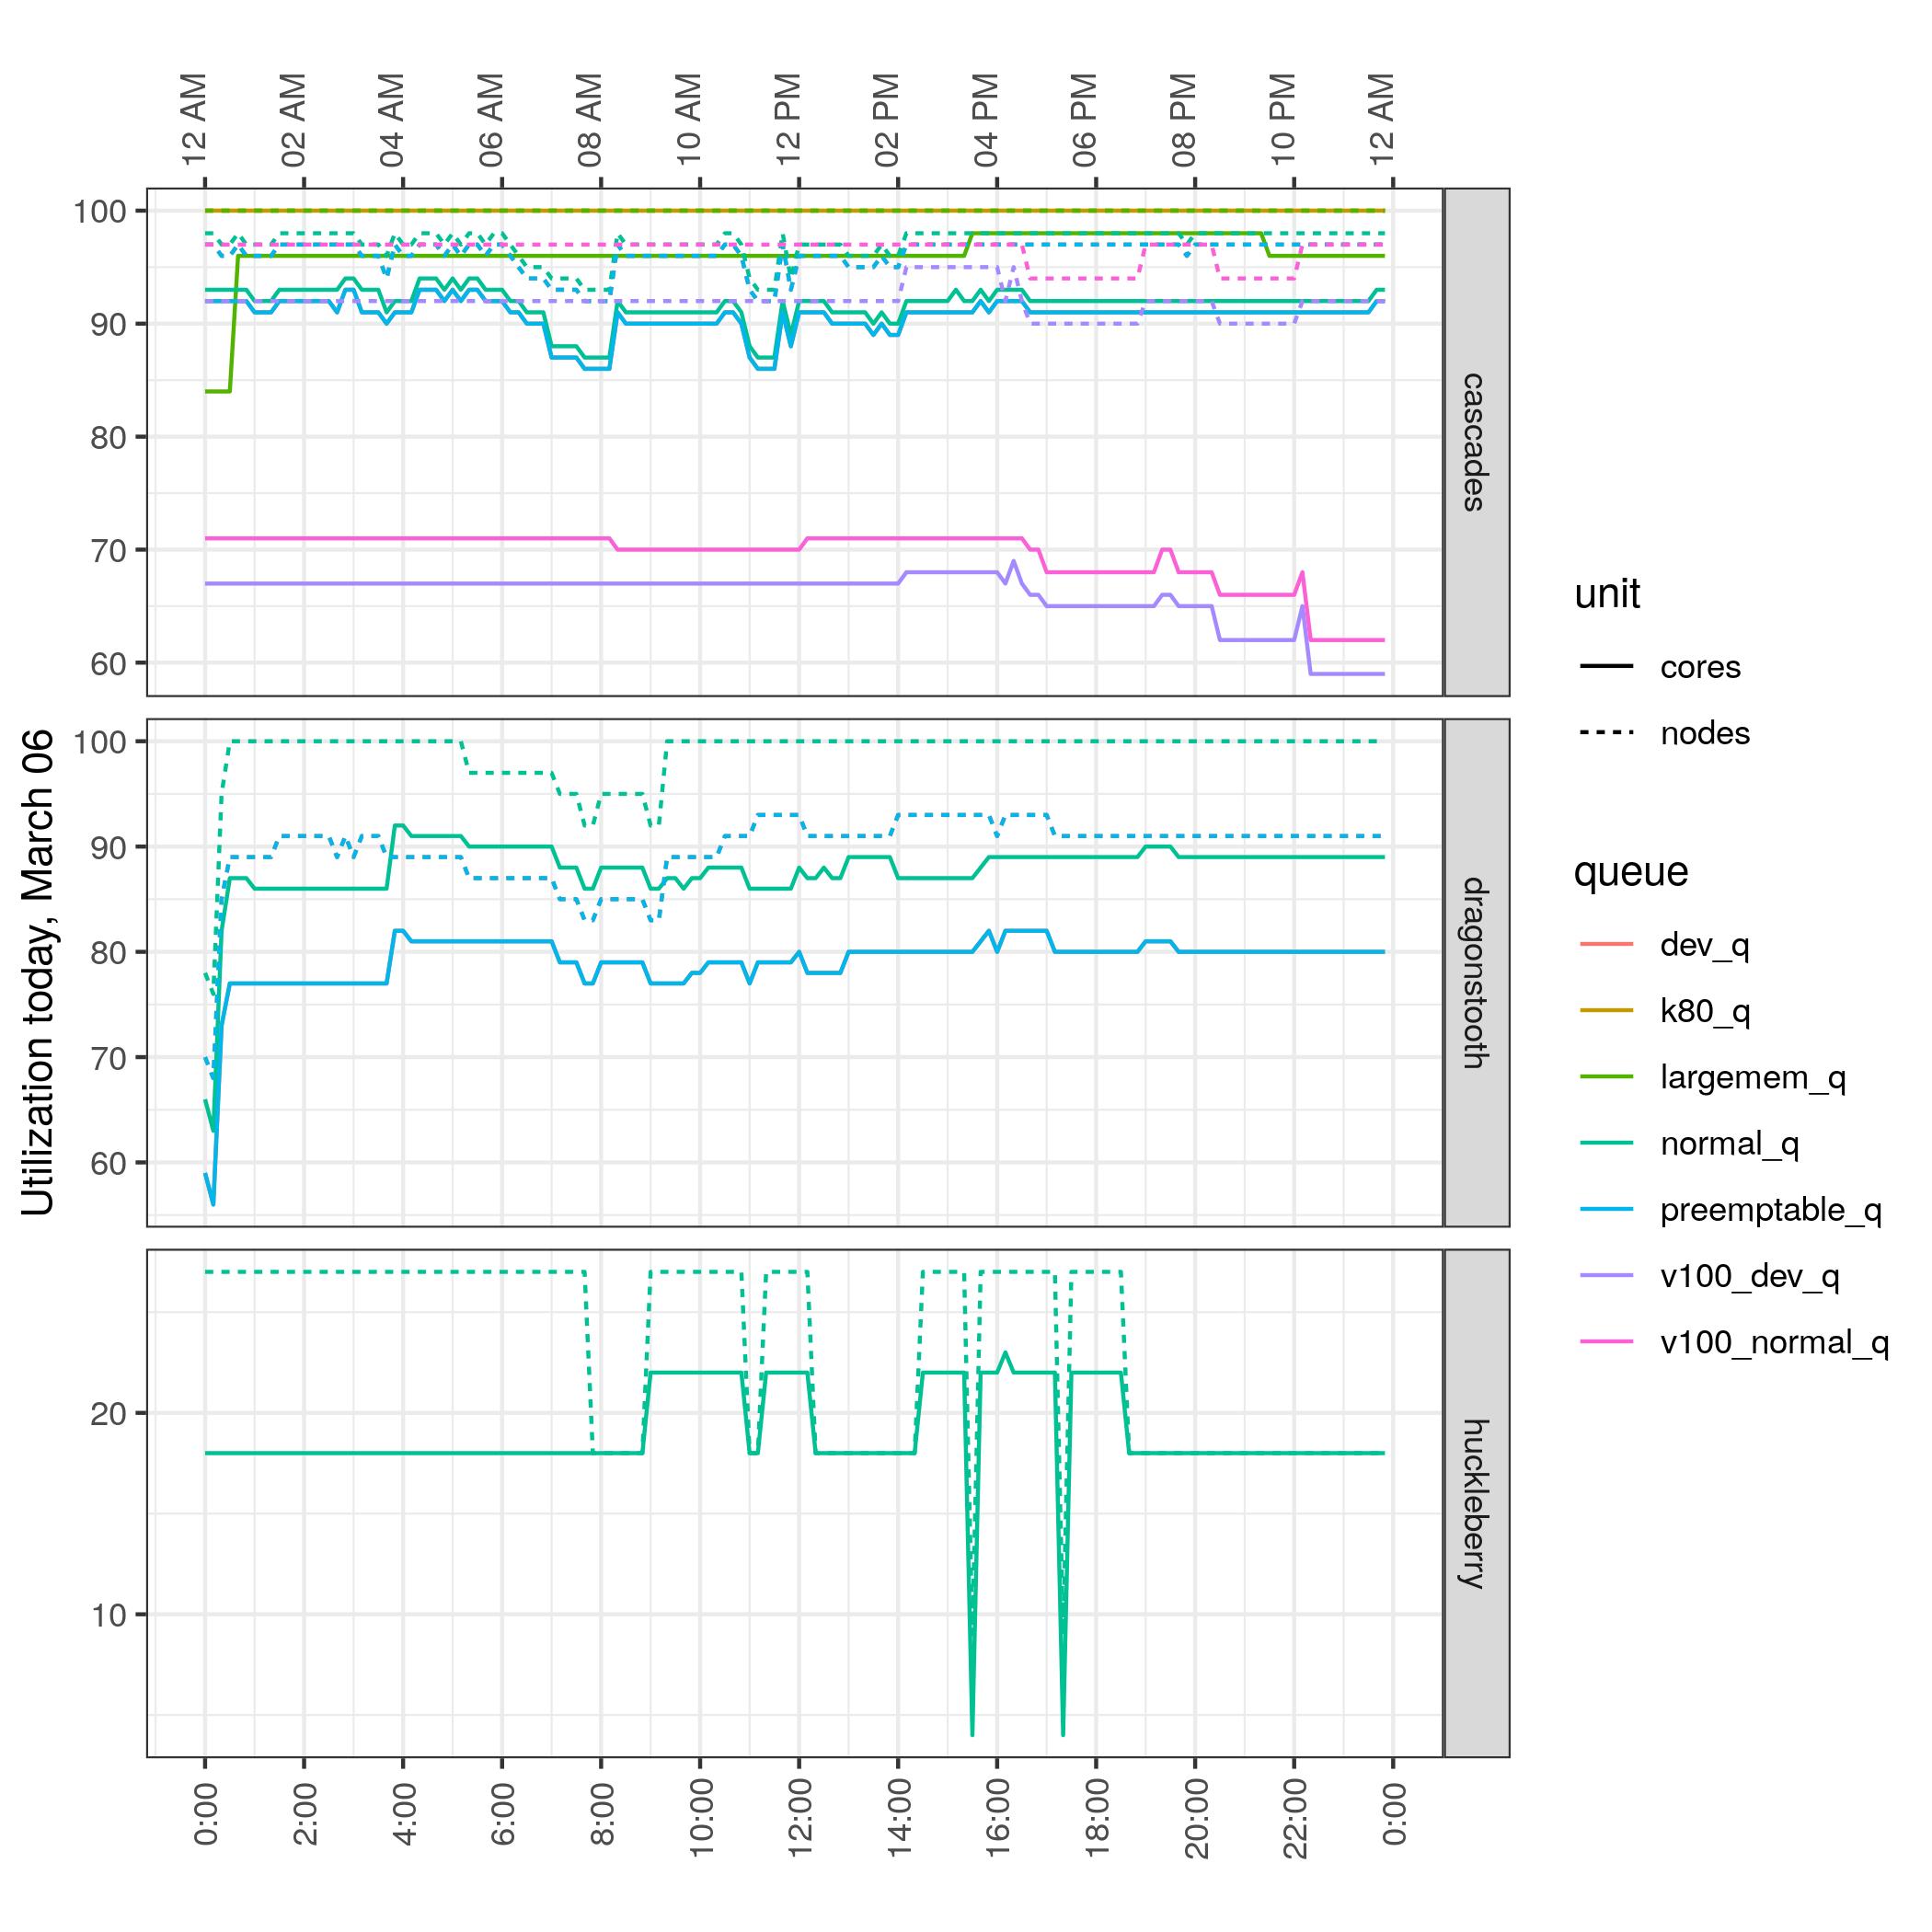 12 AM
02 AM
04 AM
06 AM
08 AM
10 AM
12 PM
02 PM
04 PM
06 PM
08 PM
10 PM
12 AM
Utilization today, March 06
100
90
80
70
60
cascades
100
90
80
70
60
dragonstooth
20
10
huckleberry
0:00
2:00
4:00
6:00
8:00
10:00
12:00
14:00
16:00
18:00
20:00
22:00
0:00
unit
cores
nodes
queue
dev_q
k80_q
largemem_q
normal_q
preemptable_q
v100_dev_q
v100_normal_q